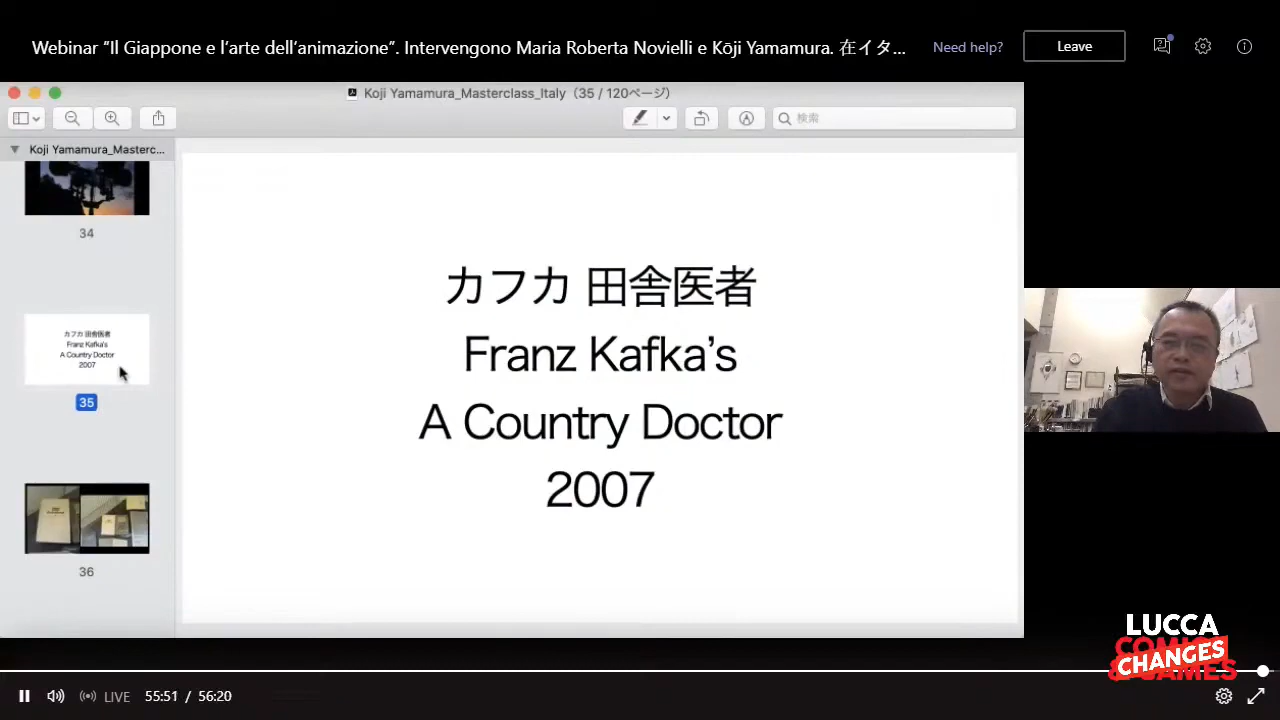 Webinar ”Il Giappone e l’arte dell’animazione”. Intervengono Maria Roberta Novielli e Kōji Yamamura. 在イタ...
Need help?
Leave
Koji Yamamura_Masterclass_Italy（35 / 120ページ）
検索
Koji Yamamura_Masterc...
34
カフカ 田舎医者
Franz Kafka's
A Country Doctor
2007
35
36
カフカ 田舎医者
Franz Kafka’s
A Country Doctor
2007
LUCCA
COMICS
CHANGES
& GAMES
LIVE
55:51 / 56:20